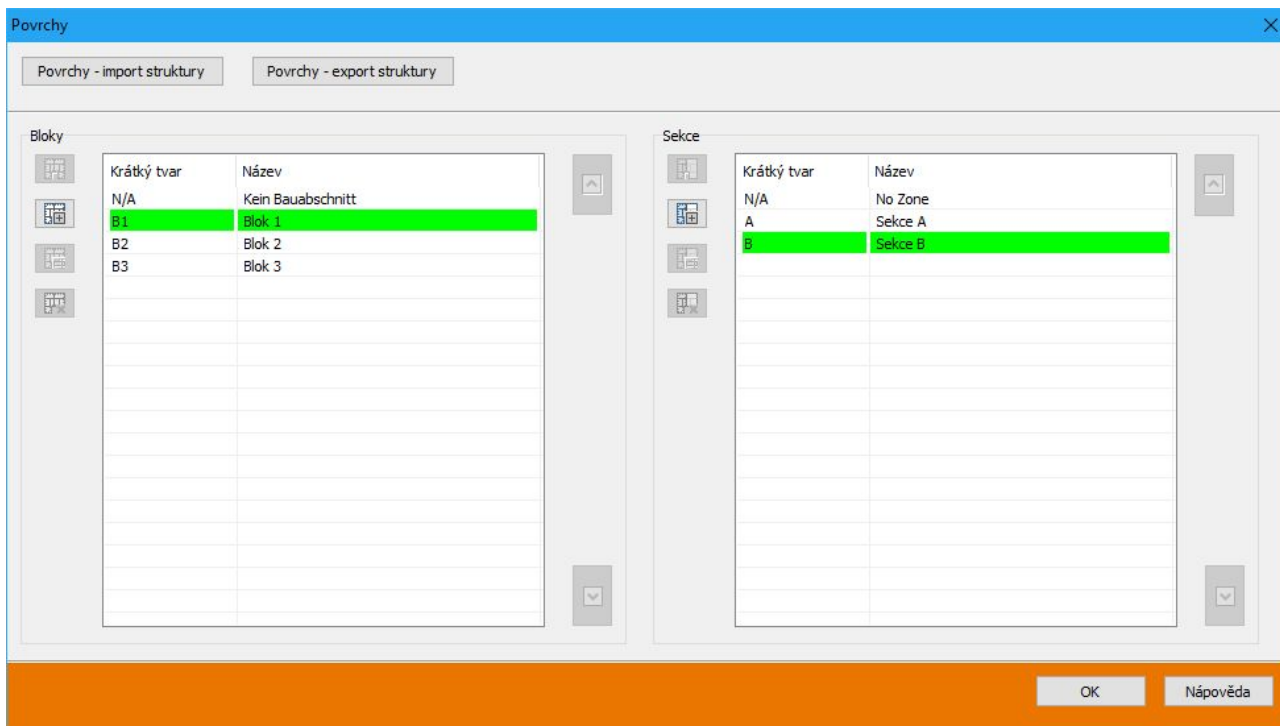 Povrchy
Povrchy - import struktury Povrchy - export struktury
Bloky
Krátký tvar Název
N/A Kein Bauabschnitt
B1 Blok 1
B2 Blok 2
B3 Blok 3
Sekce
Krátký tvar Název
N/A No Zone
A Sekce A
B Sekce B
OK Nápověda